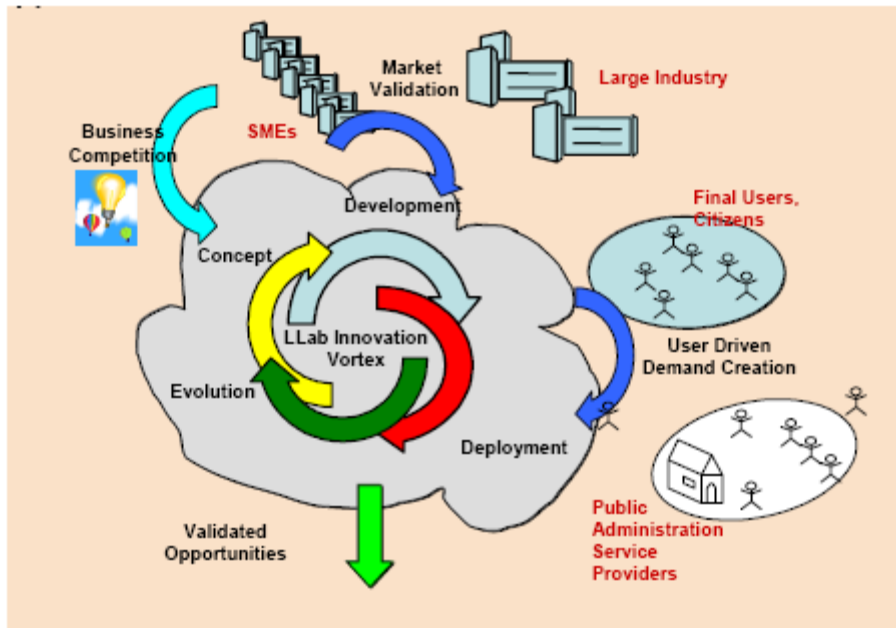 Market
Validation
Large Industry
SMEs
Business
Competition
Final Users,
Citizens
Development
Concept
LLab Innovation
Vortex
User Driven
Demand Creation
Evolution
Deployment
Public
Administration
Service
Providers
Validated
Opportunities